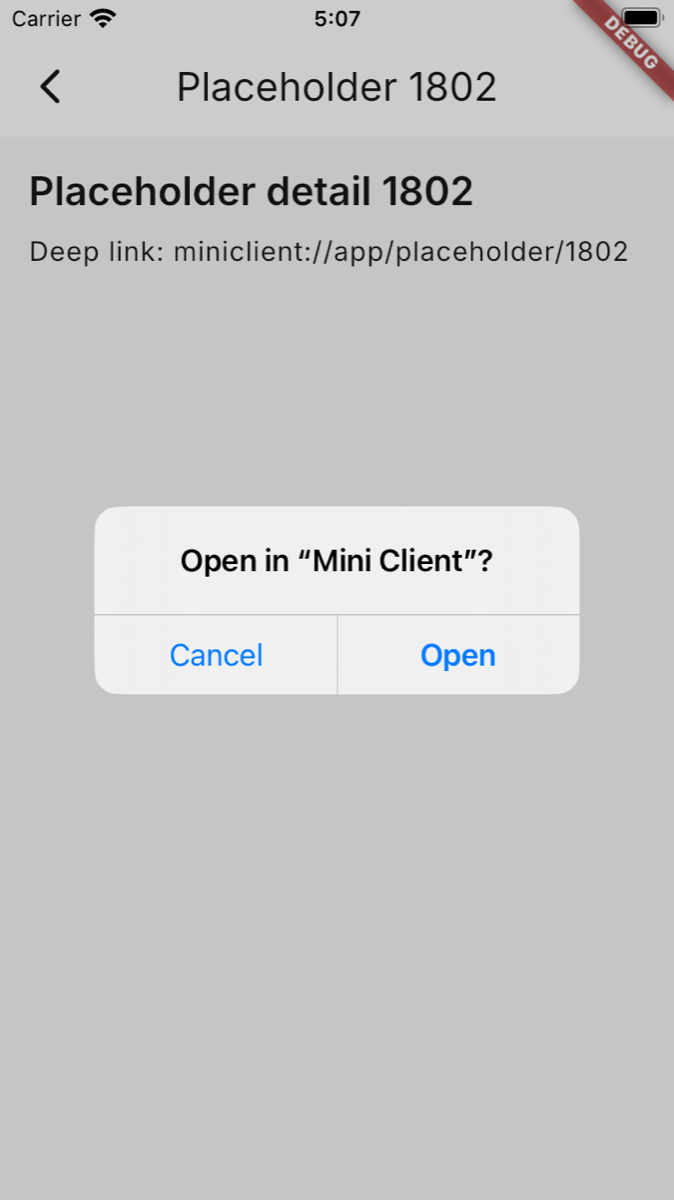 Carrier
5:07
DEBUG
Placeholder 1802
Placeholder detail 1802
Deep link: miniclient://app/placeholder/1802
Open in “Mini Client”?
Cancel
Open